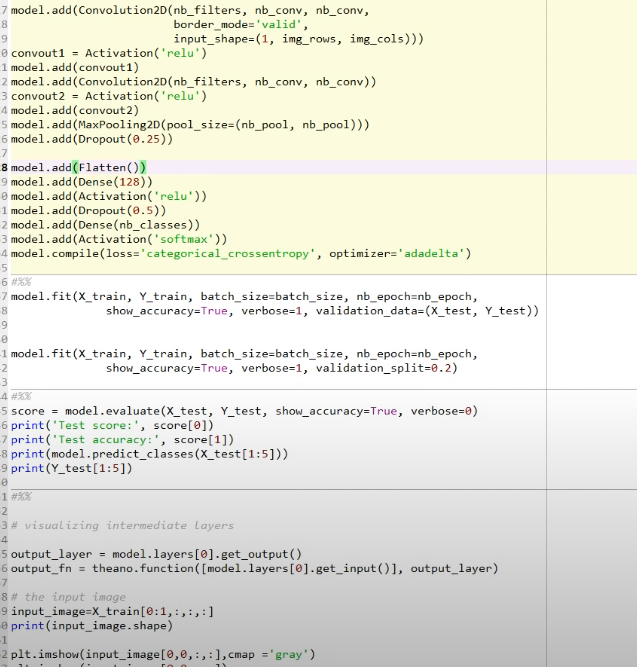 7 model.add(Convolution2D(nb_filters, nb_conv, nb_conv,
8                         border_mode='valid',
9                         input_shape=(1, img_rows, img_cols)))
0 convout1 = Activation('relu')
1 model.add(convout1)
2 model.add(Convolution2D(nb_filters, nb_conv, nb_conv))
3 convout2 = Activation('relu')
4 model.add(convout2)
5 model.add(MaxPooling2D(pool_size=(nb_pool, nb_pool)))
6 model.add(Dropout(0.25))
7
8 model.add(Flatten())
9 model.add(Dense(128))
0 model.add(Activation('relu'))
1 model.add(Dropout(0.5))
2 model.add(Dense(nb_classes))
3 model.add(Activation('softmax'))
4 model.compile(loss='categorical_crossentropy', optimizer='adadelta')
5
6 #%%
7 model.fit(X_train, Y_train, batch_size=batch_size, nb_epoch=nb_epoch,
8               show_accuracy=True, verbose=1, validation_data=(X_test, Y_test))
9
0
1 model.fit(X_train, Y_train, batch_size=batch_size, nb_epoch=nb_epoch,
2               show_accuracy=True, verbose=1, validation_split=0.2)
3
4 #%%
5 score = model.evaluate(X_test, Y_test, show_accuracy=True, verbose=0)
6 print('Test score:', score[0])
7 print('Test accuracy:', score[1])
8 print(model.predict_classes(X_test[1:5]))
9 print(Y_test[1:5])
0
1 #%%
2
3 # visualizing intermediate layers
4
5 output_layer = model.layers[0].get_output()
6 output_fn = theano.function([model.layers[0].get_input()], output_layer)
7
8 # the input image
9 input_image=X_train[0:1,:,:,:]
0 print(input_image.shape)
1
2 plt.imshow(input_image[0,0,:,:],cmap ='gray')